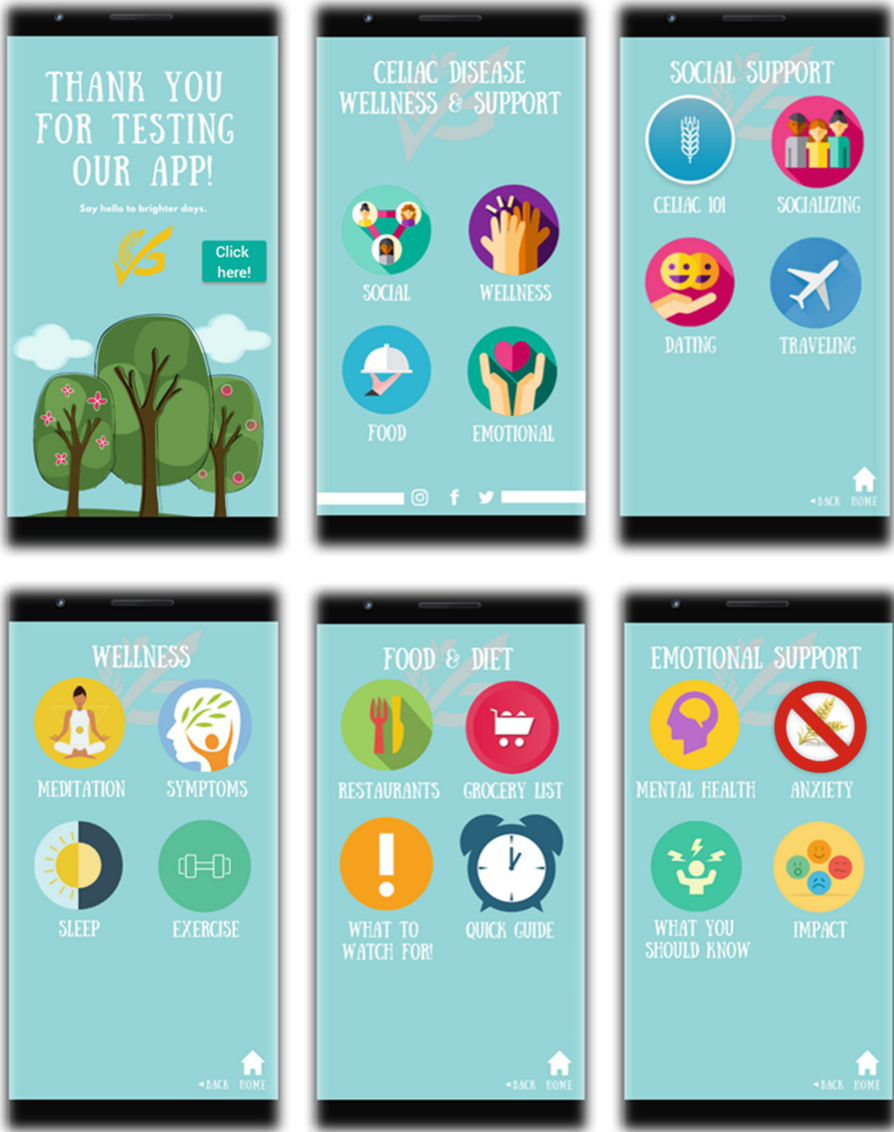 THANK YOU
FOR TESTING
OUR APP!
Say hello to brighter days.
Click
here!
CELIAC DISEASE
WELLNESS & SUPPORT
SOCIAL
WELLNESS
FOOD
EMOTIONAL
SOCIAL SUPPORT
CELIAC 101
SOCIALIZING
DATING
TRAVELING
◄BACK HOME
WELLNESS
MEDITATION
SYMPTOMS
SLEEP
EXERCISE
◄BACK HOME
FOOD & DIET
RESTAURANTS
GROCERY LIST
WHAT TO
WATCH FOR!
QUICK GUIDE
◄BACK HOME
EMOTIONAL SUPPORT
MENTAL HEALTH
ANXIETY
WHAT YOU
SHOULD KNOW
IMPACT
◄BACK HOME